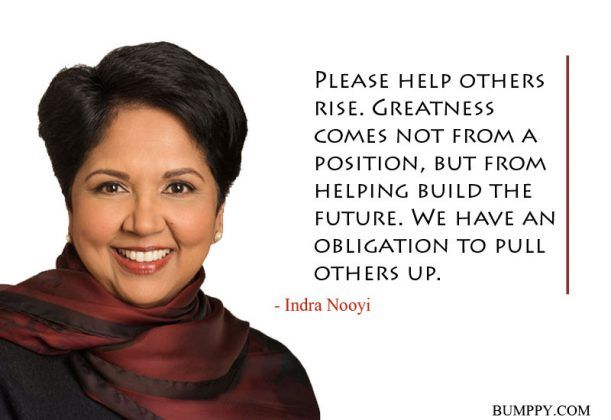 PLEASE HELP OTHERS
RISE. GREATNESS
COMES NOT FROM A
POSITION, BUT FROM
HELPING BUILD THE
FUTURE. WE HAVE AN
OBLIGATION TO PULL
OTHERS UP.
- Indra Nooyi
BUMPPY.COM